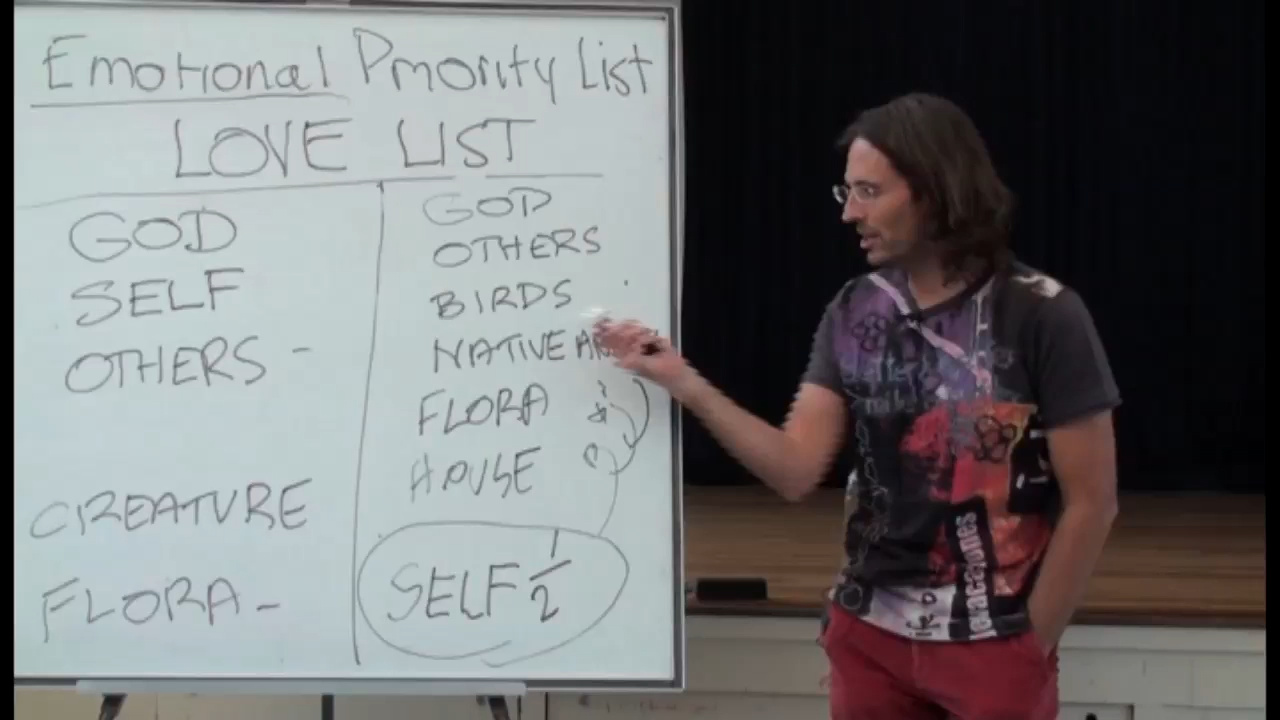 Emotional Priority List
LOVE LIST
GOD
SELF
OTHERS -
CREATURE
FLORA -
GOD
OTHERS
BIRDS
NATIVE
FLORA
HOUSE
SELF 1/2